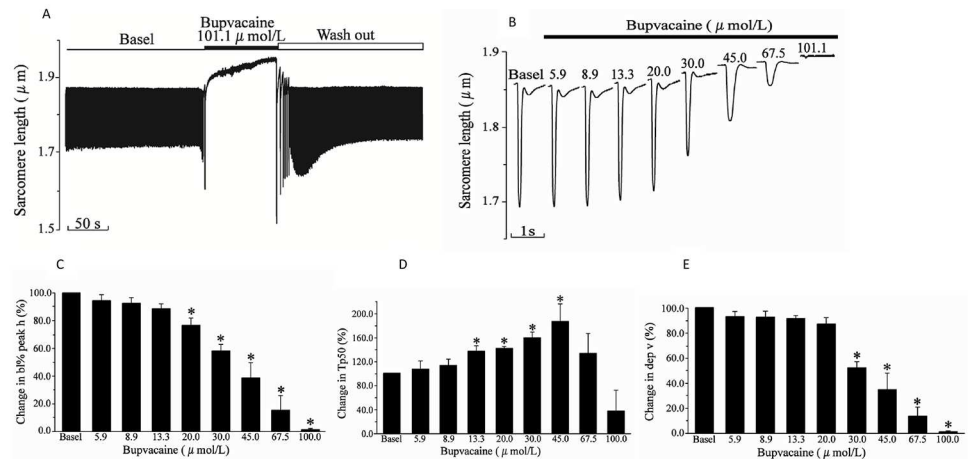 A
Basel
Bupvacaine
101.1 μ mol/L
Wash out
Sarcomere length ( μ m)
1.9
1.7
1.5
50 s
B
Bupvacaine ( μ mol/L)
Sarcomere length ( μ m)
1.9
1.8
1.7
Basel 5.9 8.9 13.3 20.0 30.0 45.0 67.5 101.1
1s
C
Change in bl% peak h (%)
100.0
80.0
60.0
40.0
20.0
0.0
* * * * *
Basel 5.9 8.9 13.3 20.0 30.0 45.0 67.5 100.0
Bupvacaine ( μ mol/L)
D
Change in Tp50 (%)
200.0
160.0
120.0
80.0
40.0
0.0
* * * *
Basel 5.9 8.9 13.3 20.0 30.0 45.0 67.5 100.0
Bupvacaine ( μ mol/L)
E
Change in dep v (%)
100.0
80.0
60.0
40.0
20.0
0.0
* * * *
Basel 5.9 8.9 13.3 20.0 30.0 45.0 67.5 100.0
Bupvacaine ( μ mol/L)